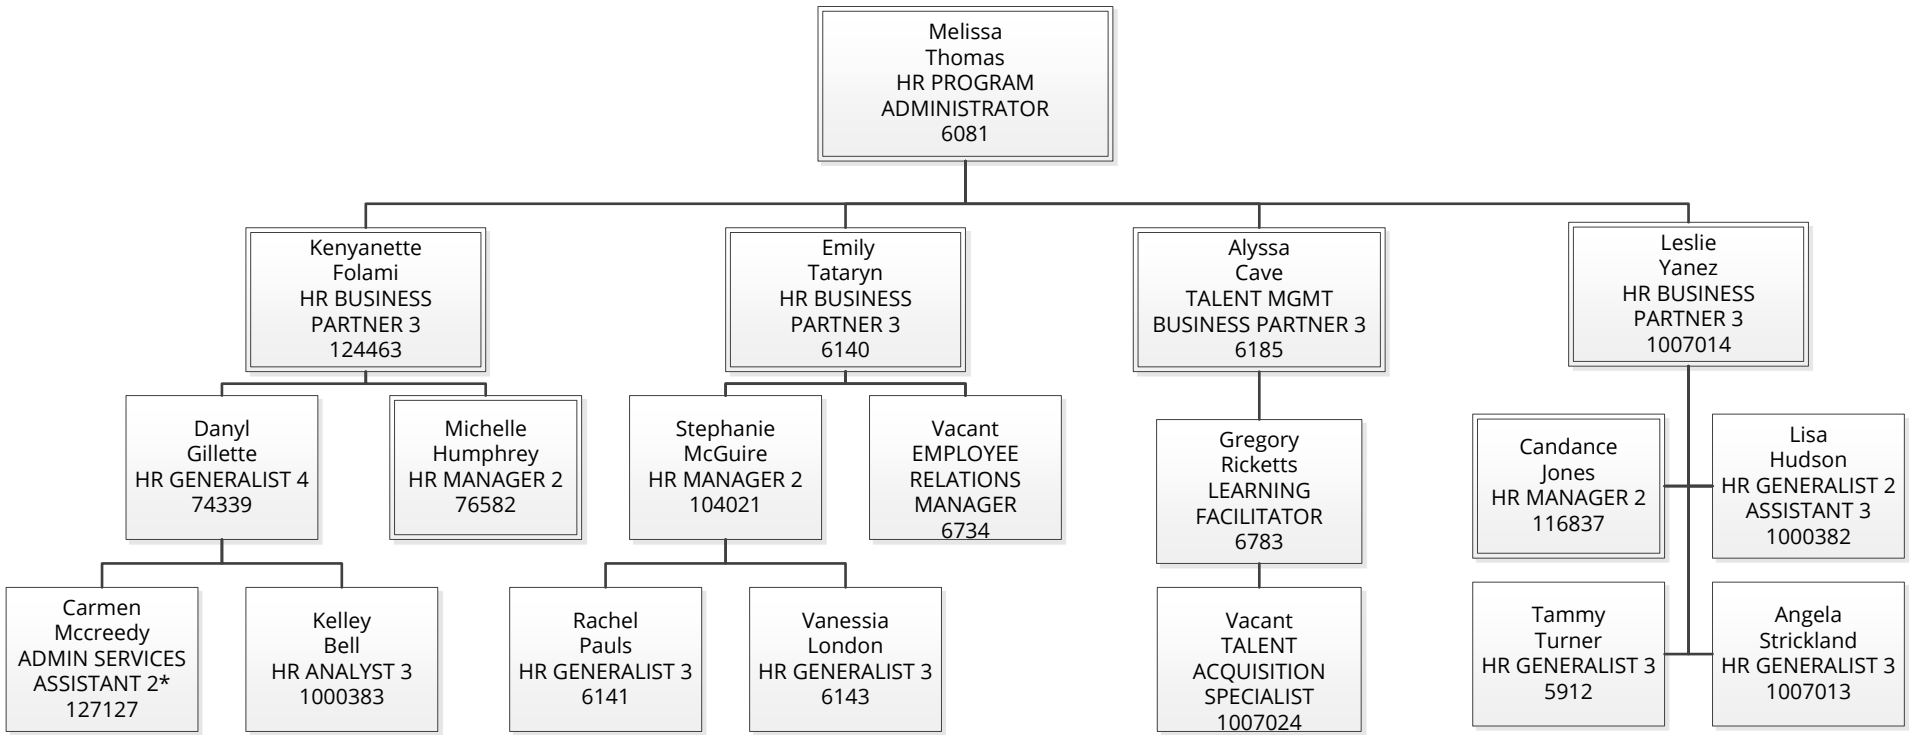 Melissa
Thomas
HR PROGRAM
ADMINISTRATOR
6081
Kenyanette
Folami
HR BUSINESS
PARTNER 3
124463
Emily
Tataryn
HR BUSINESS
PARTNER 3
6140
Alyssa
Cave
TALENT MGMT
BUSINESS PARTNER 3
6185
Leslie
Yanez
HR BUSINESS
PARTNER 3
1007014
Danyl
Gillette
HR GENERALIST 4
74339
Michelle
Humphrey
HR MANAGER 2
76582
Stephanie
McGuire
HR MANAGER 2
104021
Vacant
EMPLOYEE
RELATIONS
MANAGER
6734
Gregory
Ricketts
LEARNING
FACILITATOR
6783
Candance
Jones
HR MANAGER 2
116837
Lisa
Hudson
HR GENERALIST 2
ASSISTANT 3
1000382
Carmen
Mccreedy
ADMIN SERVICES
ASSISTANT 2*
127127
Kelley
Bell
HR ANALYST 3
1000383
Rachel
Pauls
HR GENERALIST 3
6141
Vanessia
London
HR GENERALIST 3
6143
Vacant
TALENT
ACQUISITION
SPECIALIST
1007024
Tammy
Turner
HR GENERALIST 3
5912
Angela
Strickland
HR GENERALIST 3
1007013